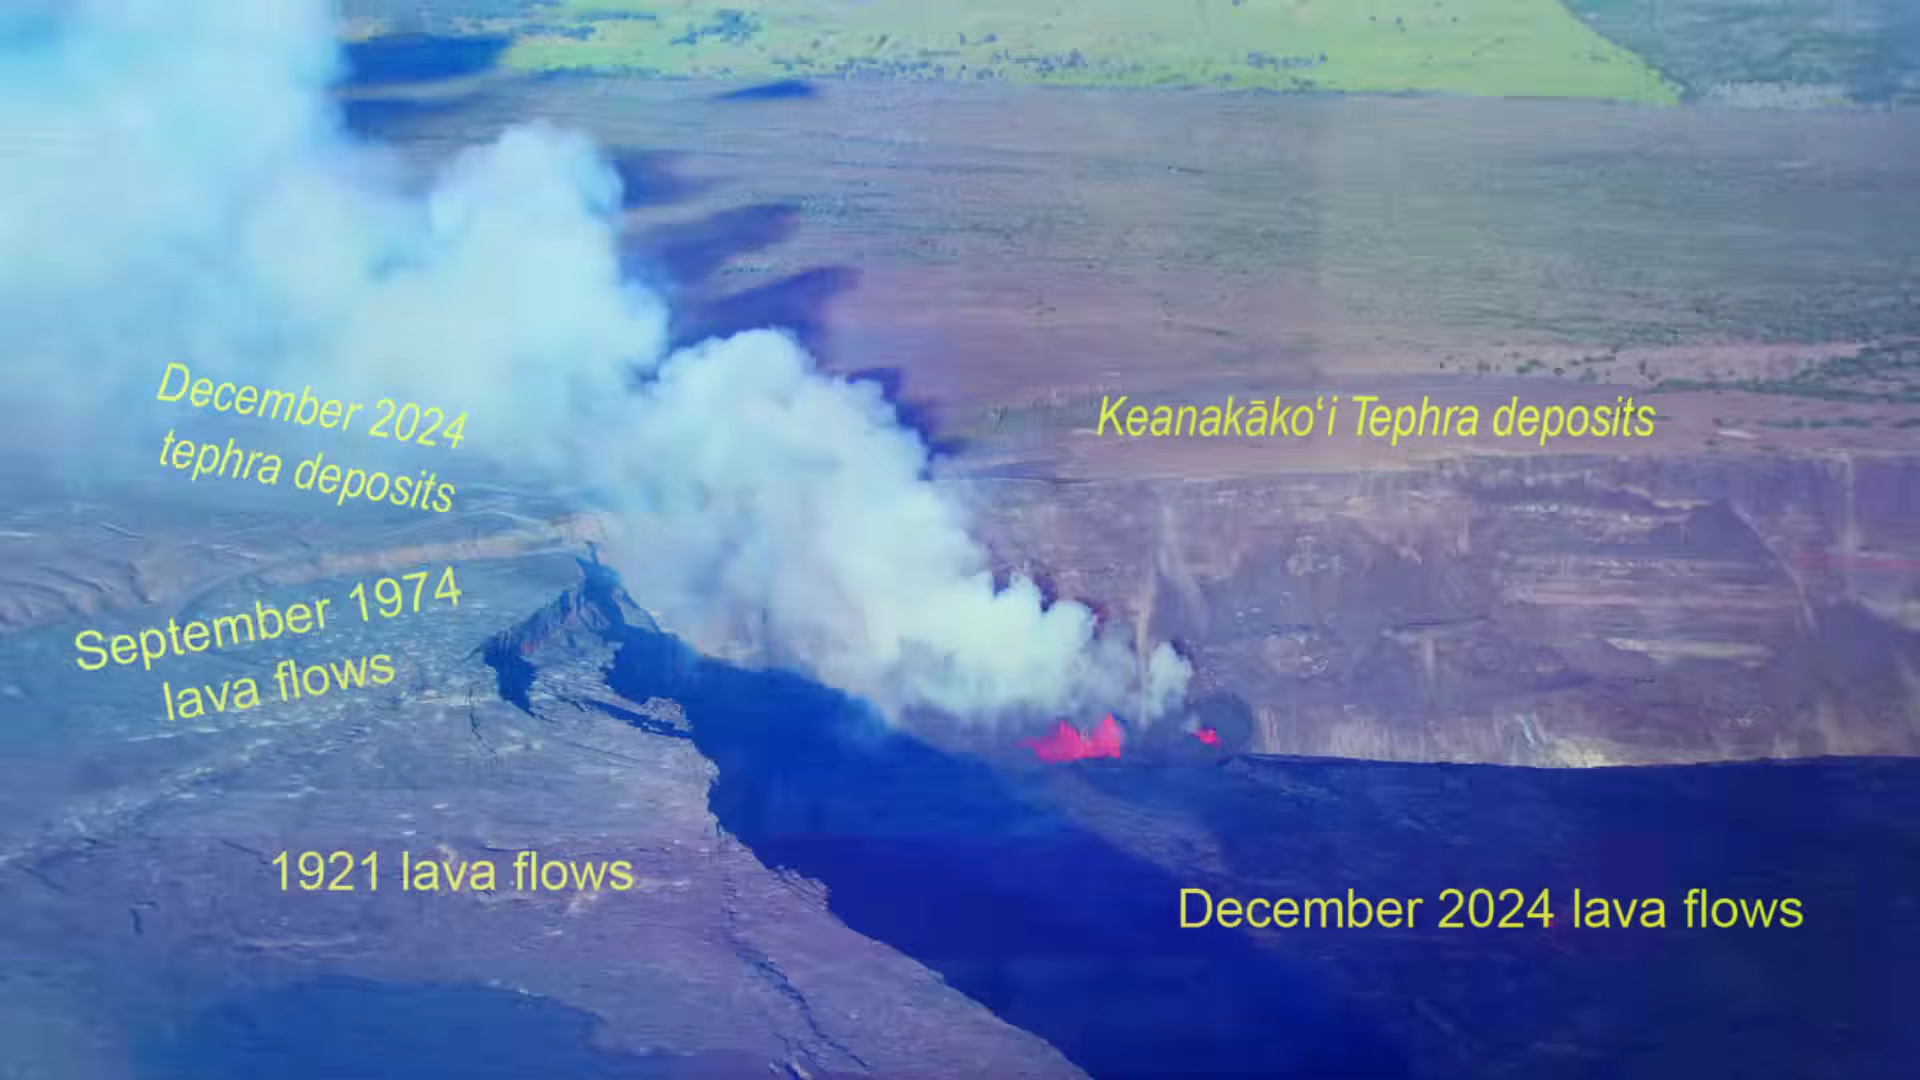 December 2024
tephra deposits
Keanakākoʻi Tephra deposits
September 1974
lava flows
1921 lava flows
December 2024 lava flows